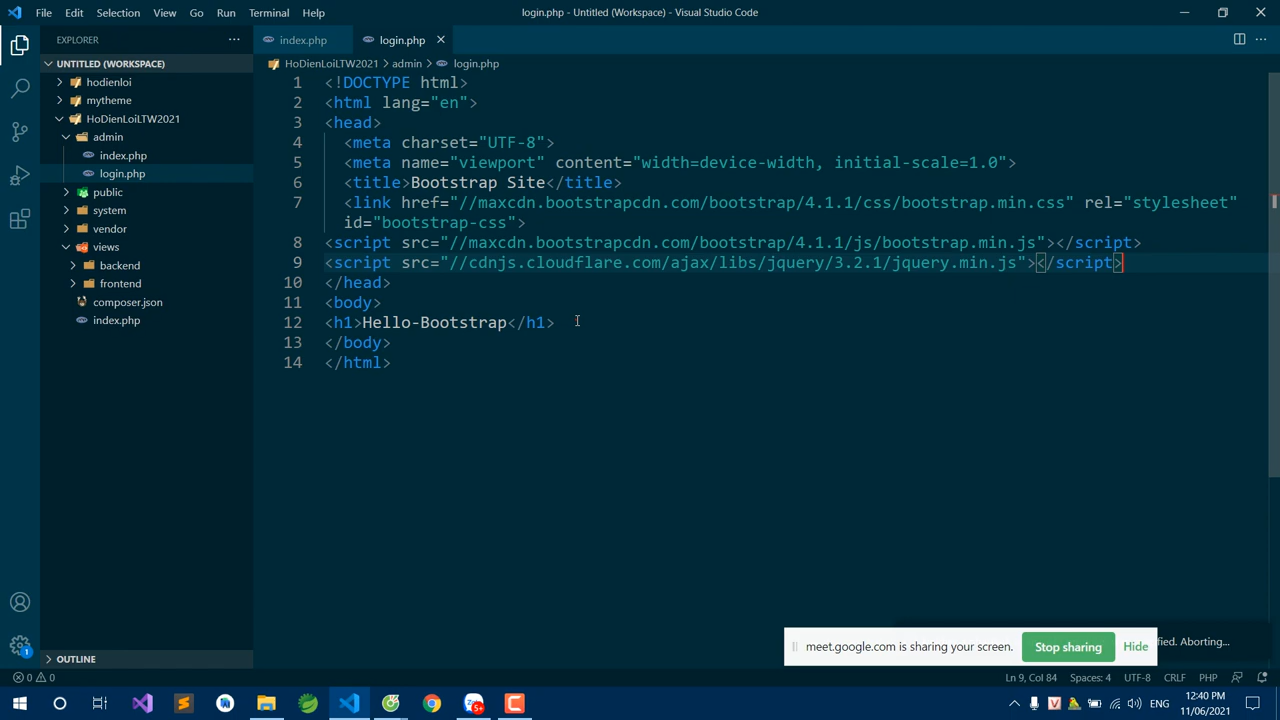 File Edit Selection View Go Run Terminal Help
login.php - Untitled (Workspace) - Visual Studio Code
EXPLORER
UNTITLED (WORKSPACE)
hodienloi
mytheme
HoDienLoiLTW2021
admin
index.php
login.php
public
system
vendor
views
backend
frontend
composer.json
index.php
OUTLINE
index.php login.php
HoDienLoiLTW2021 > admin > login.php
1 <!DOCTYPE html>
2 <html lang="en">
3 <head>
4 <meta charset="UTF-8">
5 <meta name="viewport" content="width=device-width, initial-scale=1.0">
6 <title>Bootstrap Site</title>
7 <link href="//maxcdn.bootstrapcdn.com/bootstrap/4.1.1/css/bootstrap.min.css" rel="stylesheet"
id="bootstrap-css">
8 <script src="//maxcdn.bootstrapcdn.com/bootstrap/4.1.1/js/bootstrap.min.js"></script>
9 <script src="//cdnjs.cloudflare.com/ajax/libs/jquery/3.2.1/jquery.min.js"></script>
10 </head>
11 <body>
12 <h1>Hello-Bootstrap</h1>
13 </body>
14 </html>
meet.google.com is sharing your screen. Stop sharing Hide
fied. Aborting...
0 0
Ln 9, Col 84 Spaces: 4 UTF-8 CRLF PHP
1
5+
ENG
12:40 PM
11/06/2021